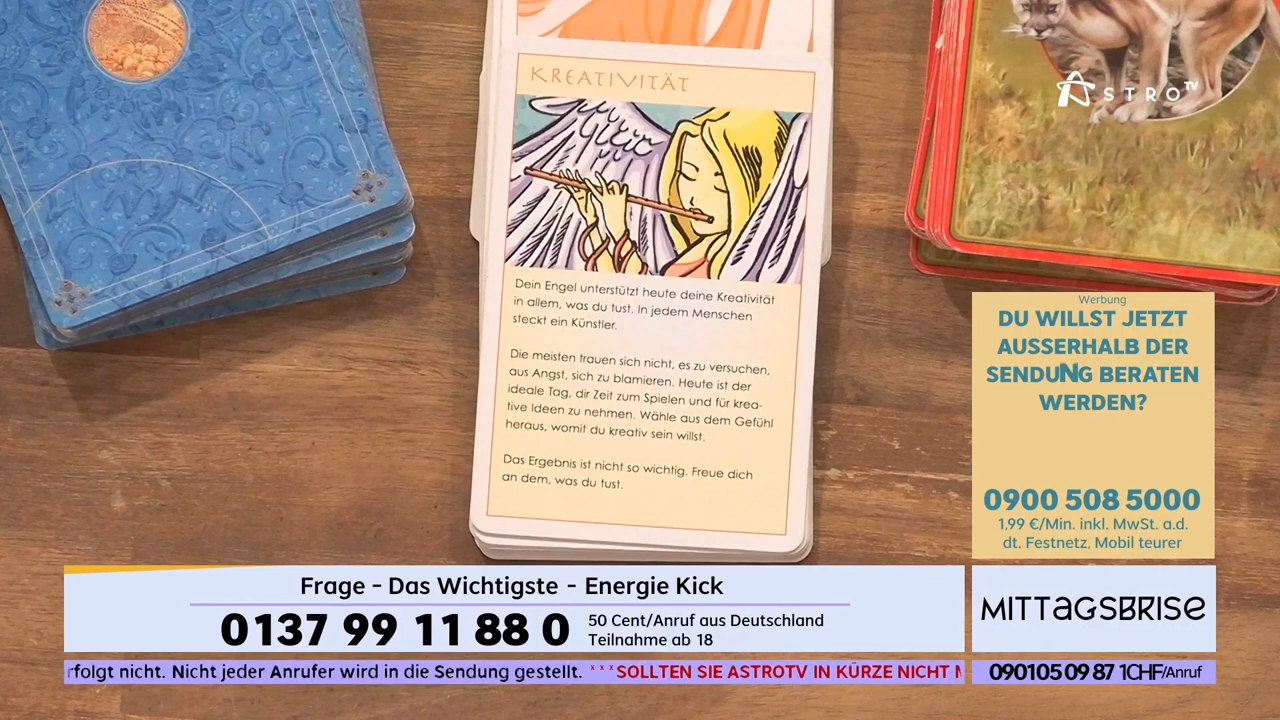 KREATIVITÄT
ASTRO TV
Dein Engel unterstützt heute deine Kreativität
in allem, was du tust. In jedem Menschen
steckt ein Künstler.
Die meisten trauen sich nicht, es zu versuchen,
aus Angst, sich zu blamieren. Heute ist der
ideale Tag, dir Zeit zum Spielen und für krea-
tive Ideen zu nehmen. Wähle aus dem Gefühl
heraus, womit du kreativ sein willst.
Das Ergebnis ist nicht so wichtig. Freue dich
an dem, was du tust.
Werbung
DU WILLST JETZT
AUSSERHALB DER
SENDUNG BERATEN
WERDEN?
0900 508 5000
1,99 €/Min. inkl. MwSt. a.d.
dt. Festnetz, Mobil teurer
Frage - Das Wichtigste - Energie Kick
0137 99 11 88 0
50 Cent/Anruf aus Deutschland
Teilnahme ab 18
MITTAGSBRISE
rfolgt nicht. Nicht jeder Anrufer wird in die Sendung gestellt. ***SOLLTEN SIE ASTROTV IN KÜRZE NICHT
0901 05 09 87 1CHF/Anruf